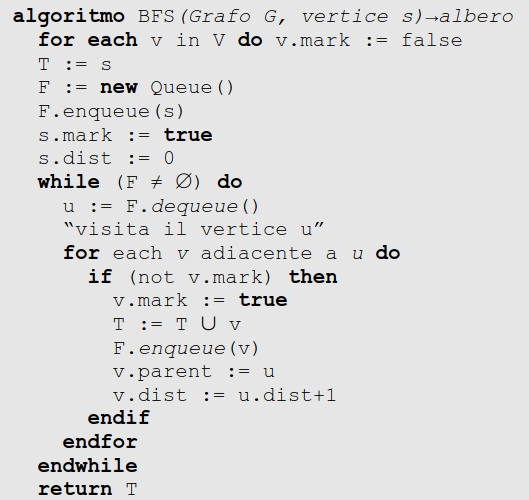 algoritmo BFS(Grafo G, vertice s)→albero
for each v in V do v.mark := false
T := s
F := new Queue()
F.enqueue(s)
s.mark := true
s.dist := 0
while (F ≠ ∅) do
u := F.dequeue()
“visita il vertice u”
for each v adiacente a u do
if (not v.mark) then
v.mark := true
T := T ∪ v
F.enqueue(v)
v.parent := u
v.dist := u.dist+1
endif
endfor
endwhile
return T